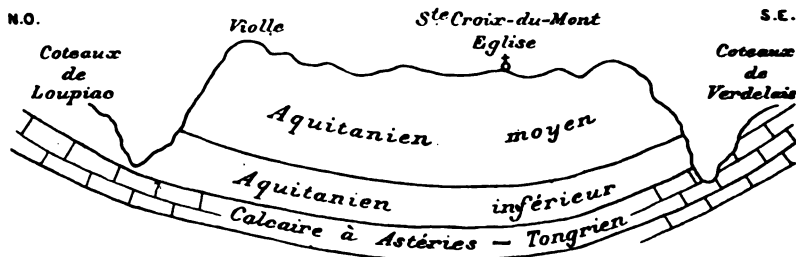 N.O.
Violle
Ste Croix-du-Mont
Eglise
S.E.
Coteaux
de
Loupiac
Coteaux
de
Verdelais
Aquitanien moyen
Aquitanien inférieur
Calcaire à Astéries — Tongrien